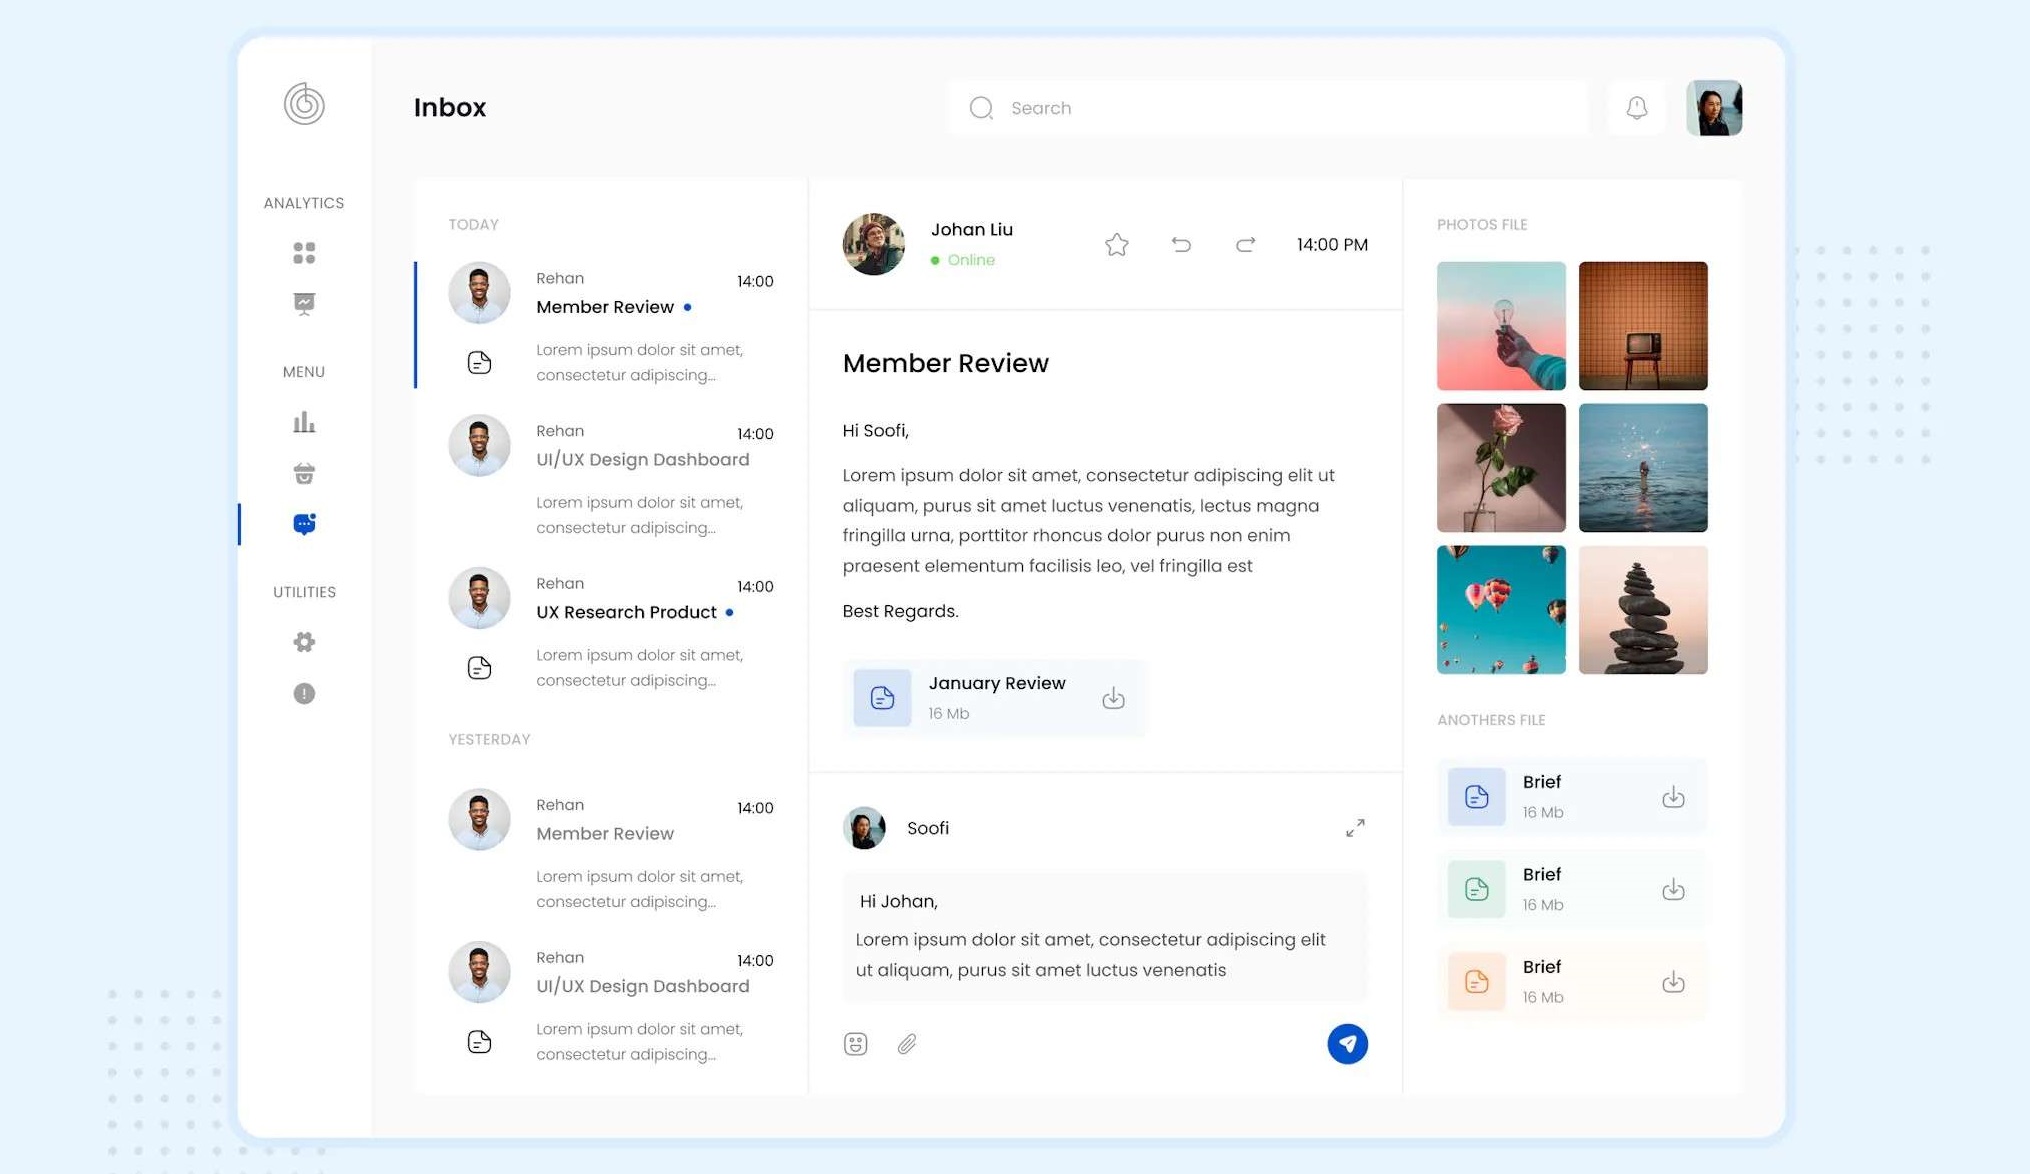 Inbox
Search
ANALYTICS
MENU
UTILITIES
TODAY
Rehan
14:00
Member Review
Lorem ipsum dolor sit amet,
consectetur adipiscing...
Rehan
14:00
UI/UX Design Dashboard
Lorem ipsum dolor sit amet,
consectetur adipiscing...
Rehan
14:00
UX Research Product
Lorem ipsum dolor sit amet,
consectetur adipiscing...
YESTERDAY
Rehan
14:00
Member Review
Lorem ipsum dolor sit amet,
consectetur adipiscing...
Rehan
14:00
UI/UX Design Dashboard
Lorem ipsum dolor sit amet,
consectetur adipiscing...
Johan Liu
Online
14:00 PM
Member Review
Hi Soofi,
Lorem ipsum dolor sit amet, consectetur adipiscing elit ut
aliquam, purus sit amet luctus venenatis, lectus magna
fringilla urna, porttitor rhoncus dolor purus non enim
praesent elementum facilisis leo, vel fringilla est
Best Regards.
January Review
16 Mb
Soofi
Hi Johan,
Lorem ipsum dolor sit amet, consectetur adipiscing elit
ut aliquam, purus sit amet luctus venenatis
PHOTOS FILE
ANOTHERS FILE
Brief
16 Mb
Brief
16 Mb
Brief
16 Mb